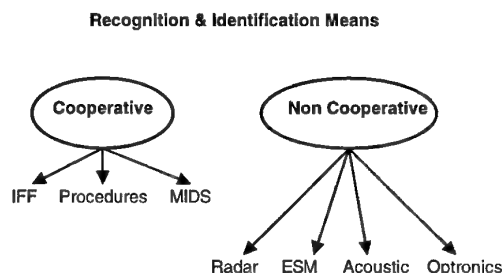 Recognition & Identification Means
Cooperative
Non Cooperative
IFF Procedures MIDS
Radar ESM Acoustic Optronics